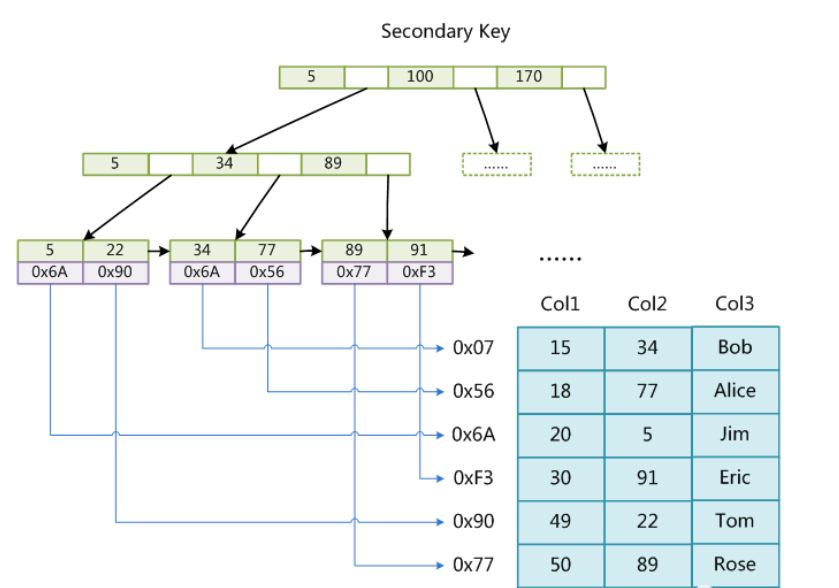 Secondary Key
5 100 170
5 34 89
...... ......
5 22 34 77 89 91
0x6A 0x90 0x6A 0x56 0x77 0xF3
......
Col1 Col2 Col3
0x07 15 34 Bob
0x56 18 77 Alice
0x6A 20 5 Jim
0xF3 30 91 Eric
0x90 49 22 Tom
0x77 50 89 Rose